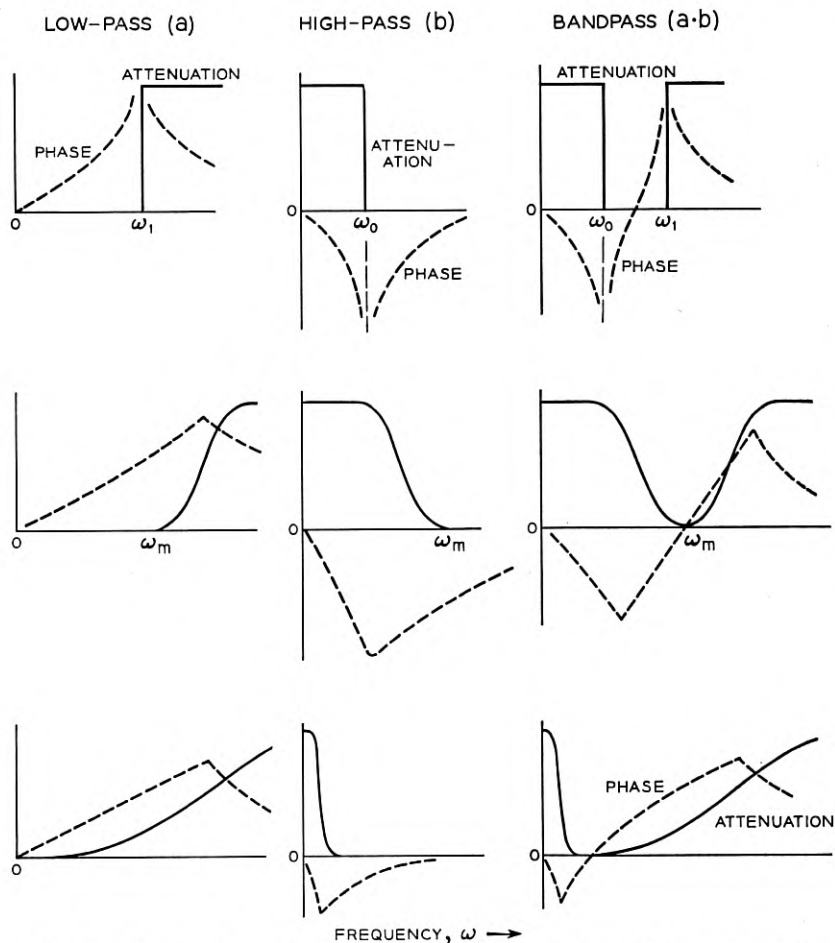 LOW-PASS (a)
HIGH-PASS (b)
BANDPASS (a·b)
ATTENUATION
PHASE
0
ω1
ATTENU-
ATION
0
ω0
ATTENUATION
0
ω0
ω1
PHASE
0
ωm
0
ωm
0
ωm
0
0
0
PHASE
ATTENUATION
FREQUENCY, ω →